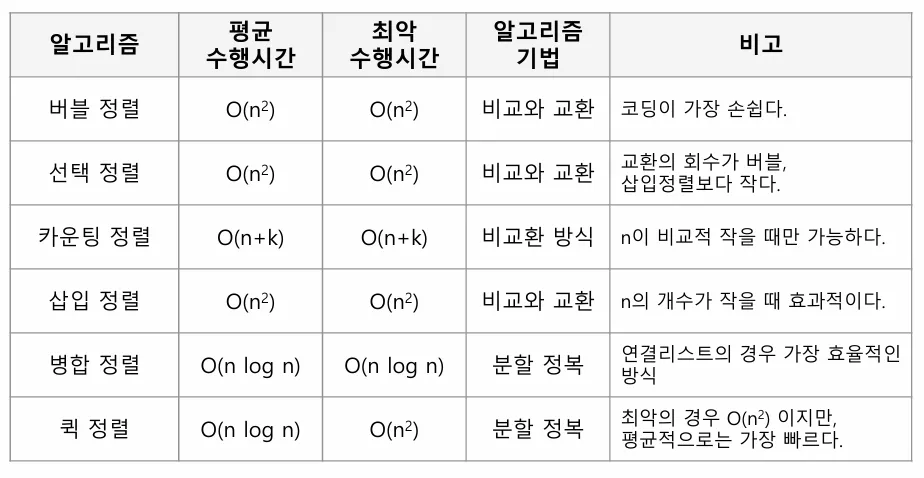 알고리즘 평균 수행시간 최악 수행시간 알고리즘 기법 비고
버블 정렬 O(n²) O(n²) 비교와 교환 코딩이 가장 손쉽다.
선택 정렬 O(n²) O(n²) 비교와 교환 교환의 회수가 버블,
삽입정렬보다 작다.
카운팅 정렬 O(n+k) O(n+k) 비교환 방식 n이 비교적 작을 때만 가능하다.
삽입 정렬 O(n²) O(n²) 비교와 교환 n의 개수가 작을 때 효과적이다.
병합 정렬 O(n log n) O(n log n) 분할 정복 연결리스트의 경우 가장 효율적인
방식
퀵 정렬 O(n log n) O(n²) 분할 정복 최악의 경우 O(n²) 이지만,
평균적으로는 가장 빠르다.